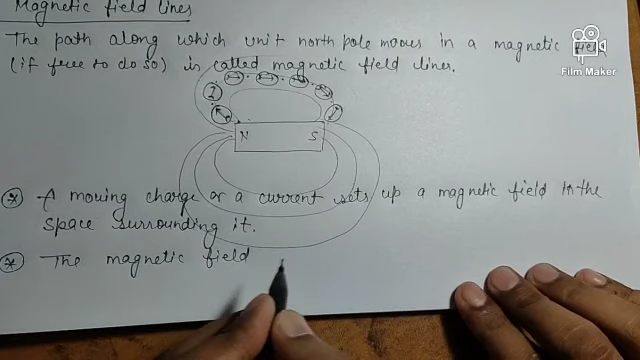 Magnetic field lines
The path along which unit north pole moves in a magnetic field
(if free to do so) is called magnetic field lines.
N S
* A moving charge or a current sets up a magnetic field in the
space surrounding it.
* The magnetic field
Film Maker